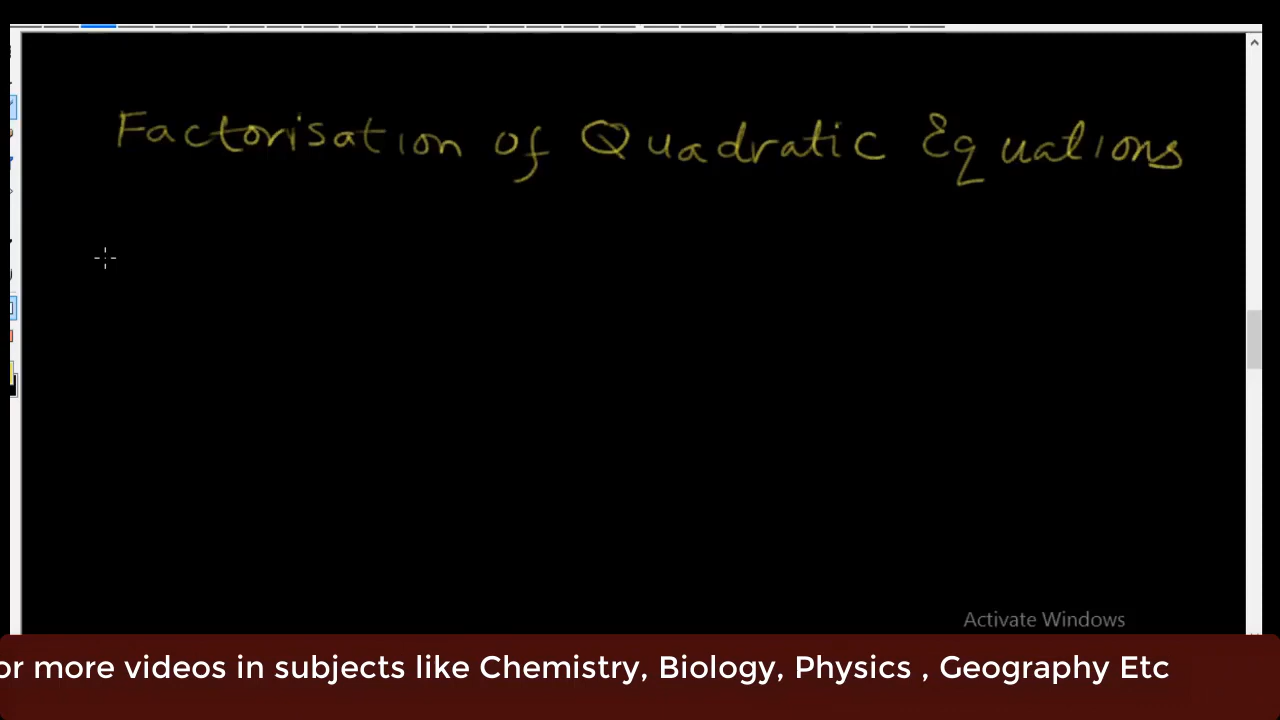 Factorisation of Quadratic Equations
Activate Windows
or more videos in subjects like Chemistry, Biology, Physics , Geography Etc